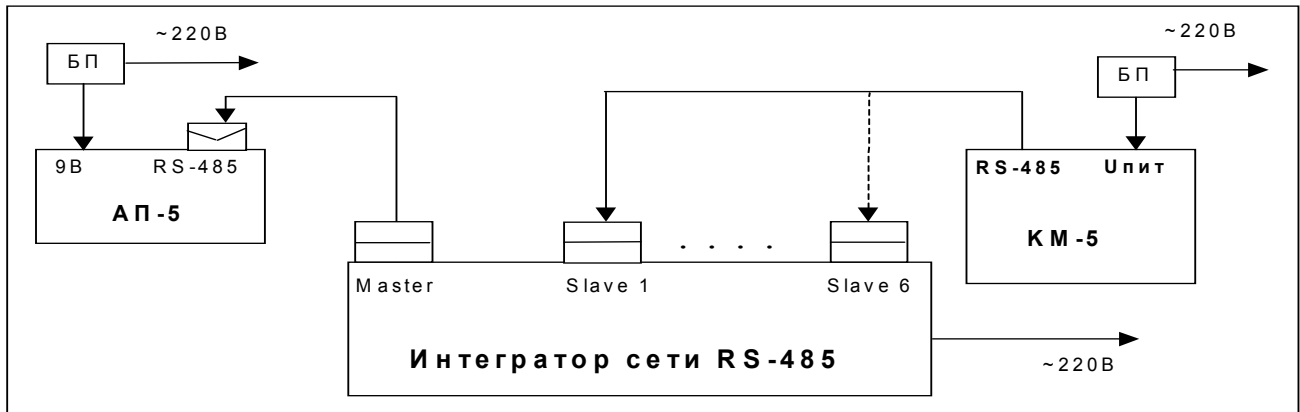 ~220В
БП
~220В
БП
9В RS-485
АП-5
RS-485 Uпит
КМ-5
Master Slave 1 . . . . Slave 6
Интегратор сети RS-485
~220В